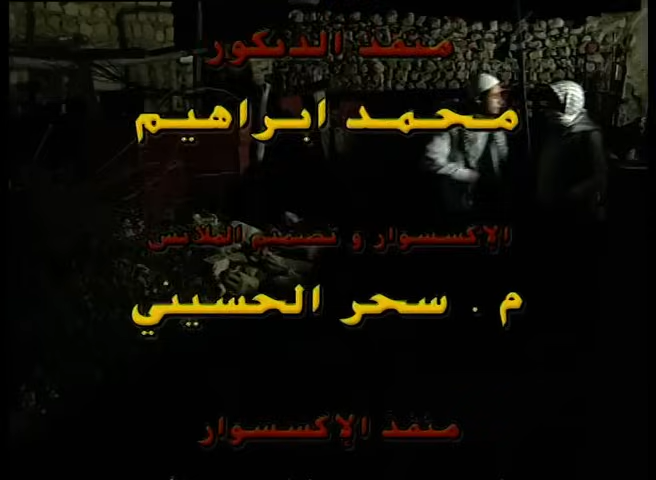 منفذ الديكور
محمد ابراهيم
الإكسسوار و تصميم الملابس
م . سحر الحسيني
منفذ الإكسسوار